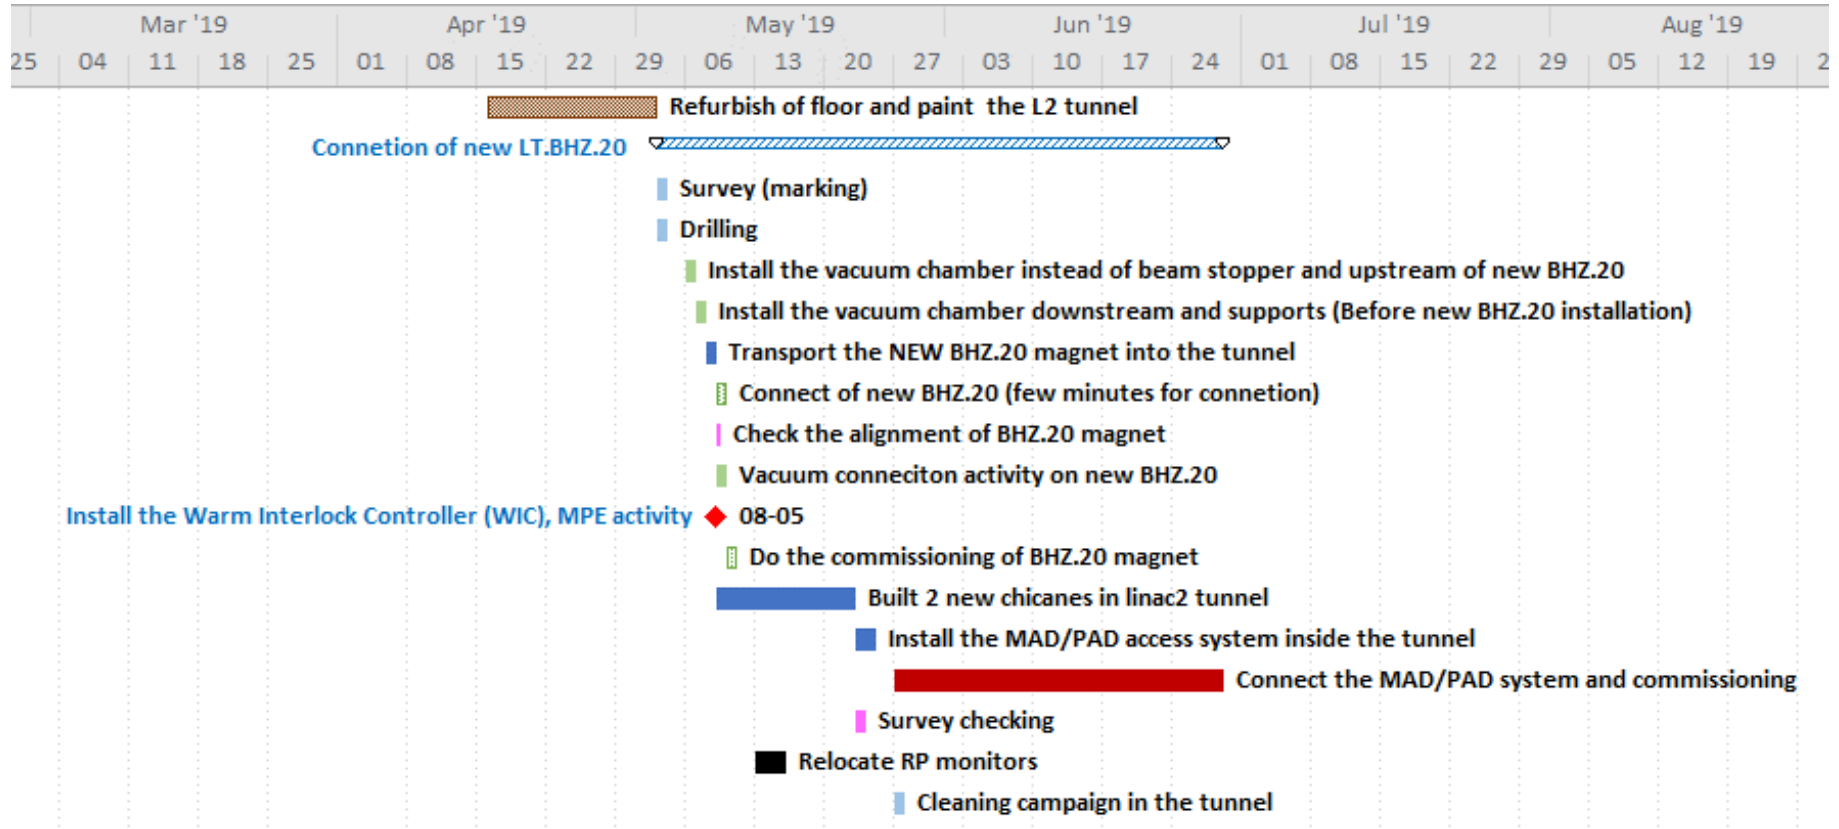 Mar '19 Apr '19 May '19 Jun '19 Jul '19 Aug '19
25 04 11 18 25 01 08 15 22 29 06 13 20 27 03 10 17 24 01 08 15 22 29 05 12 19 2
Refurbish of floor and paint the L2 tunnel
Connetion of new LT.BHZ.20
Survey (marking)
Drilling
Install the vacuum chamber instead of beam stopper and upstream of new BHZ.20
Install the vacuum chamber downstream and supports (Before new BHZ.20 installation)
Transport the NEW BHZ.20 magnet into the tunnel
Connect of new BHZ.20 (few minutes for connetion)
Check the alignment of BHZ.20 magnet
Vacuum conneciton activity on new BHZ.20
Install the Warm Interlock Controller (WIC), MPE activity 08-05
Do the commissioning of BHZ.20 magnet
Built 2 new chicanes in linac2 tunnel
Install the MAD/PAD access system inside the tunnel
Connect the MAD/PAD system and commissioning
Survey checking
Relocate RP monitors
Cleaning campaign in the tunnel